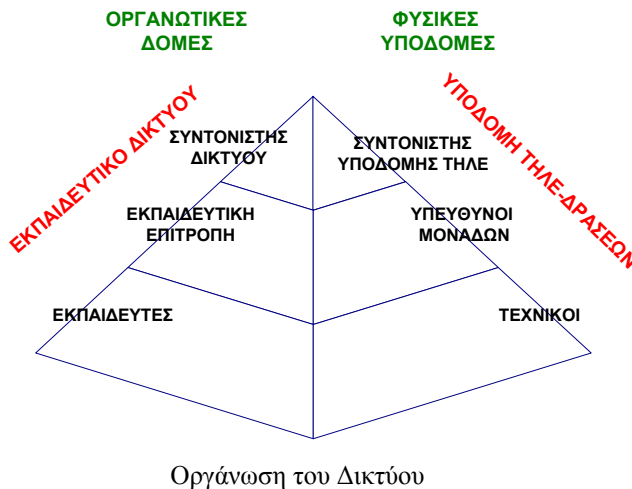 ΟΡΓΑΝΩΤΙΚΕΣ
ΔΟΜΕΣ
ΦΥΣΙΚΕΣ
ΥΠΟΔΟΜΕΣ
ΕΚΠΑΙΔΕΥΤΙΚΟ ΔΙΚΤΥΟΥ
ΥΠΟΔΟΜΗ ΤΗΛΕ-ΔΡΑΣΕΩΝ
ΣΥΝΤΟΝΙΣΤΗΣ
ΔΙΚΤΥΟΥ
ΣΥΝΤΟΝΙΣΤΗΣ
ΥΠΟΔΟΜΗΣ ΤΗΛΕ
ΕΚΠΑΙΔΕΥΤΙΚΗ
ΕΠΙΤΡΟΠΗ
ΥΠΕΥΘΥΝΟΙ
ΜΟΝΑΔΩΝ
ΕΚΠΑΙΔΕΥΤΕΣ
ΤΕΧΝΙΚΟΙ
Οργάνωση του Δικτύου